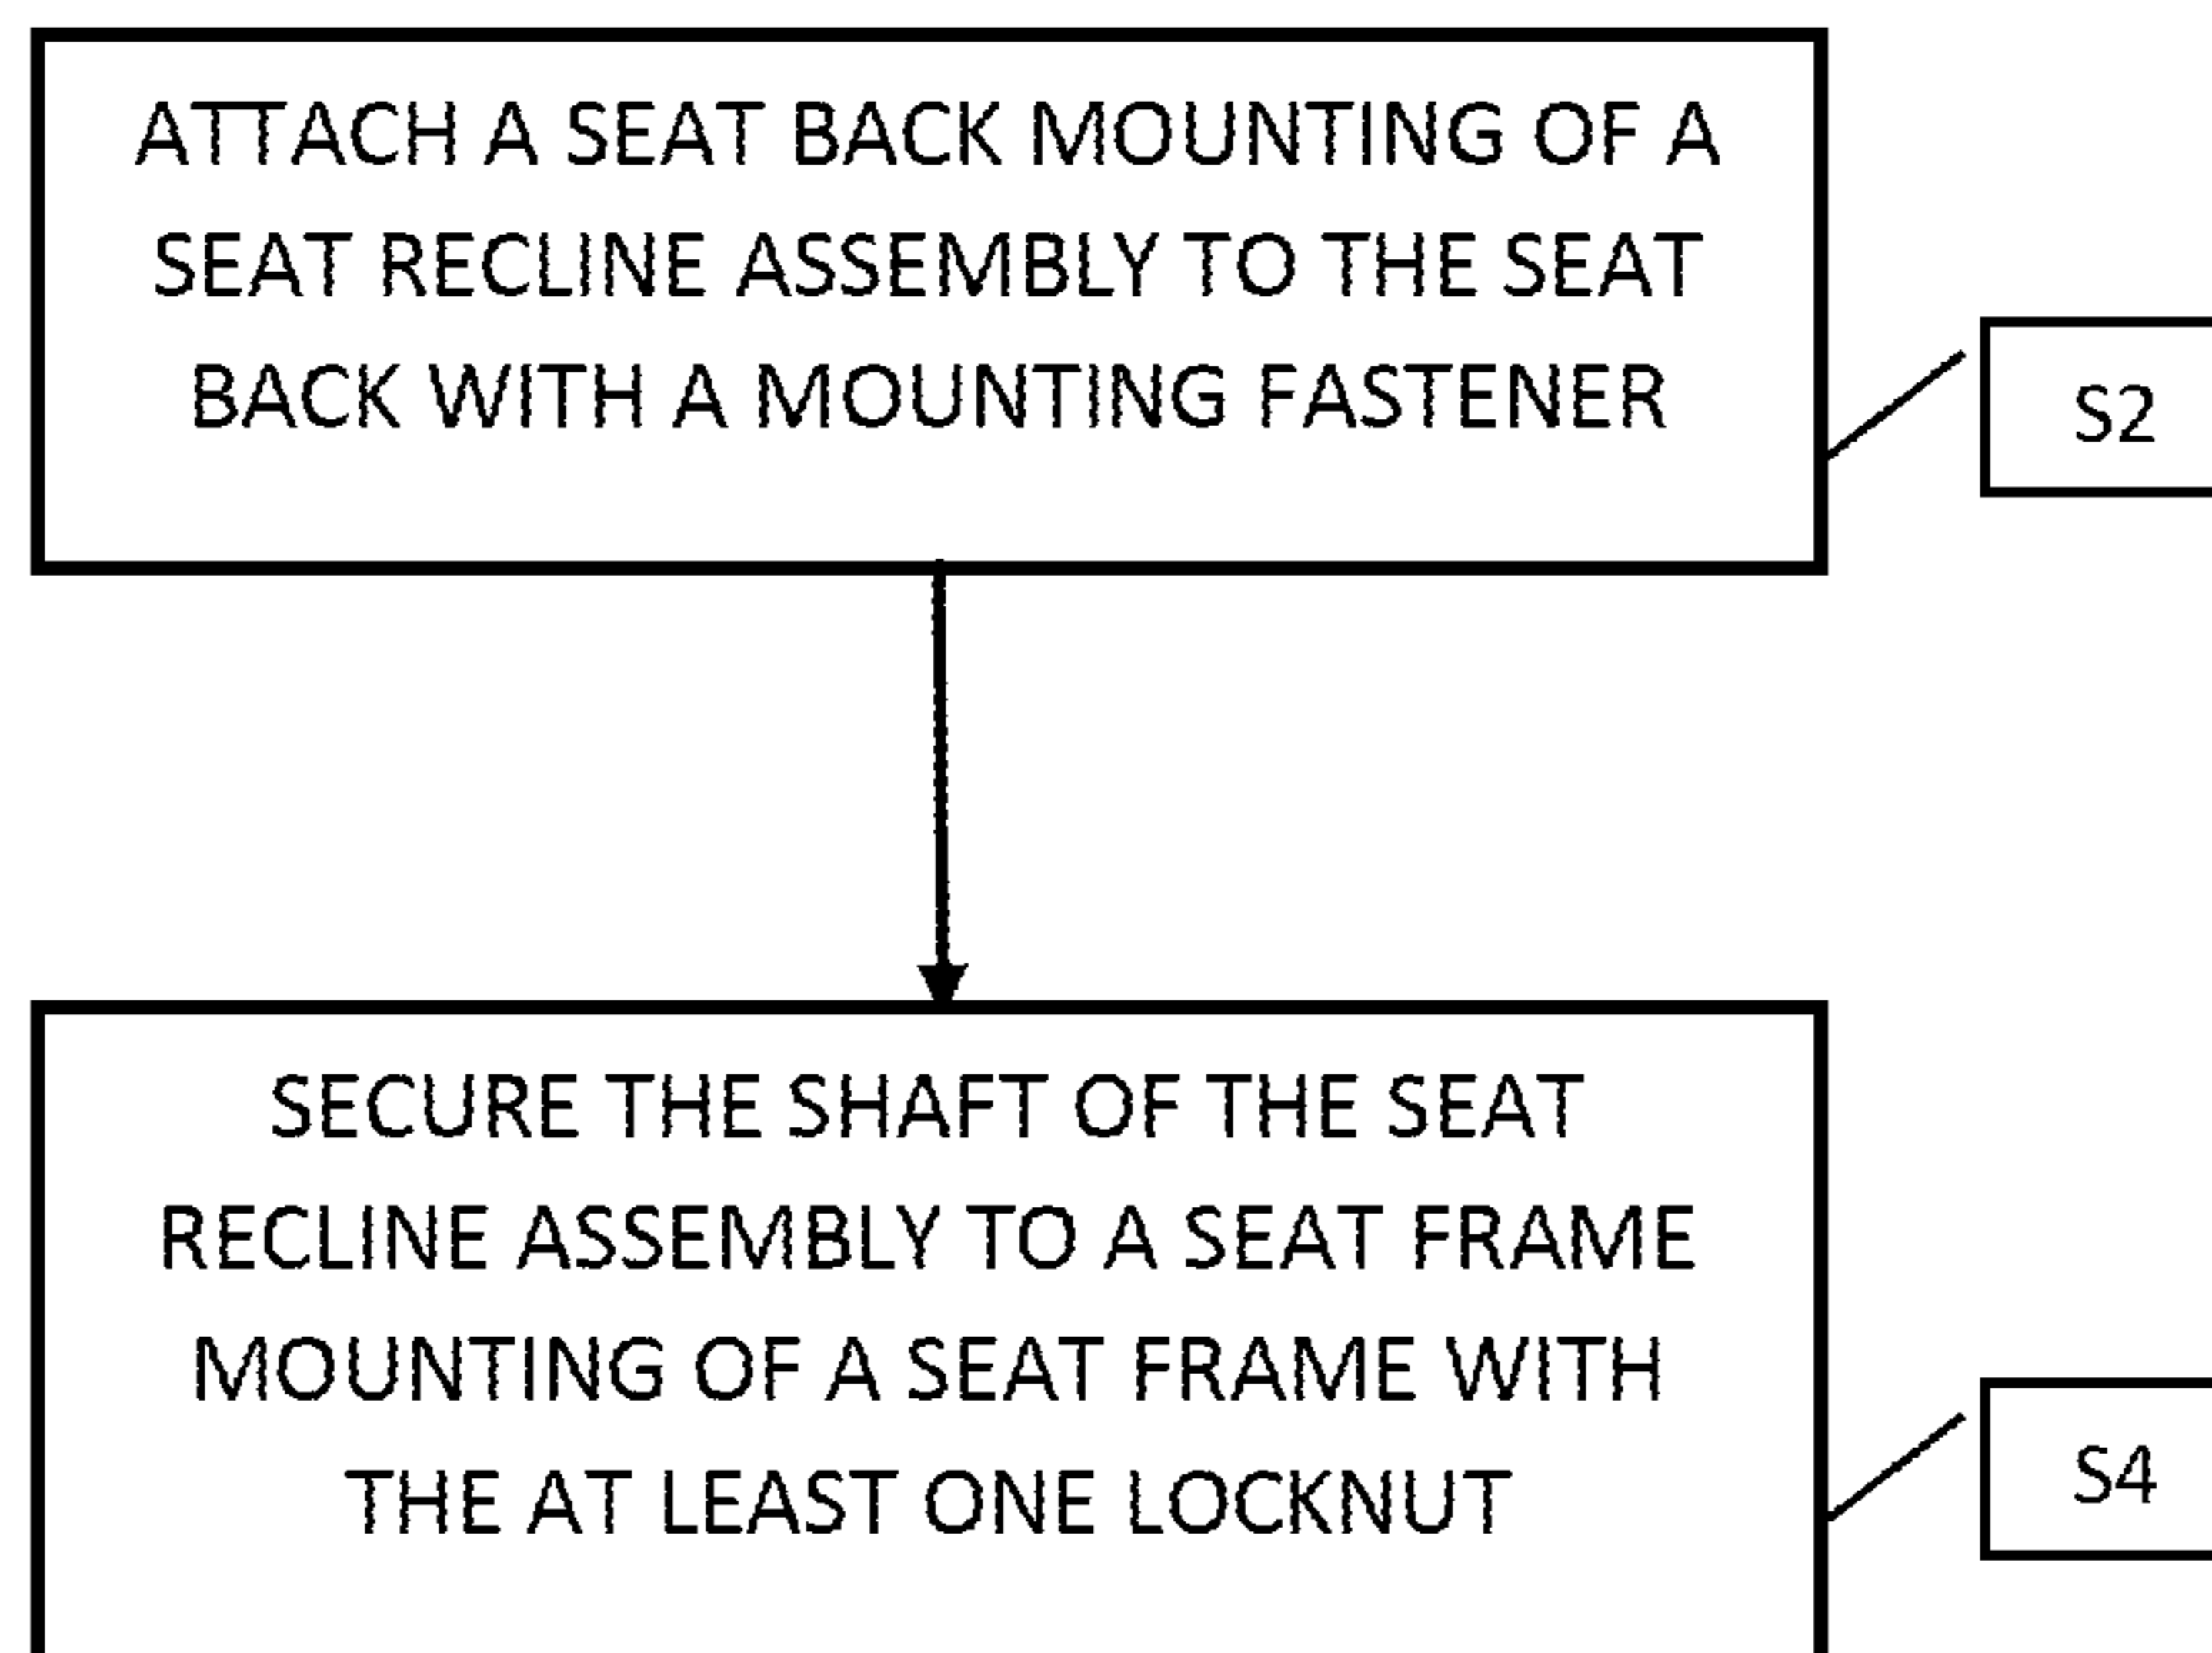 ATTACH A SEAT BACK MOUNTING OF A
SEAT RECLINE ASSEMBLY TO THE SEAT
BACK WITH A MOUNTING FASTENER
S2
SECURE THE SHAFT OF THE SEAT
RECLINE ASSEMBLY TO A SEAT FRAME
MOUNTING OF A SEAT FRAME WITH
THE AT LEAST ONE LOCKNUT
S4